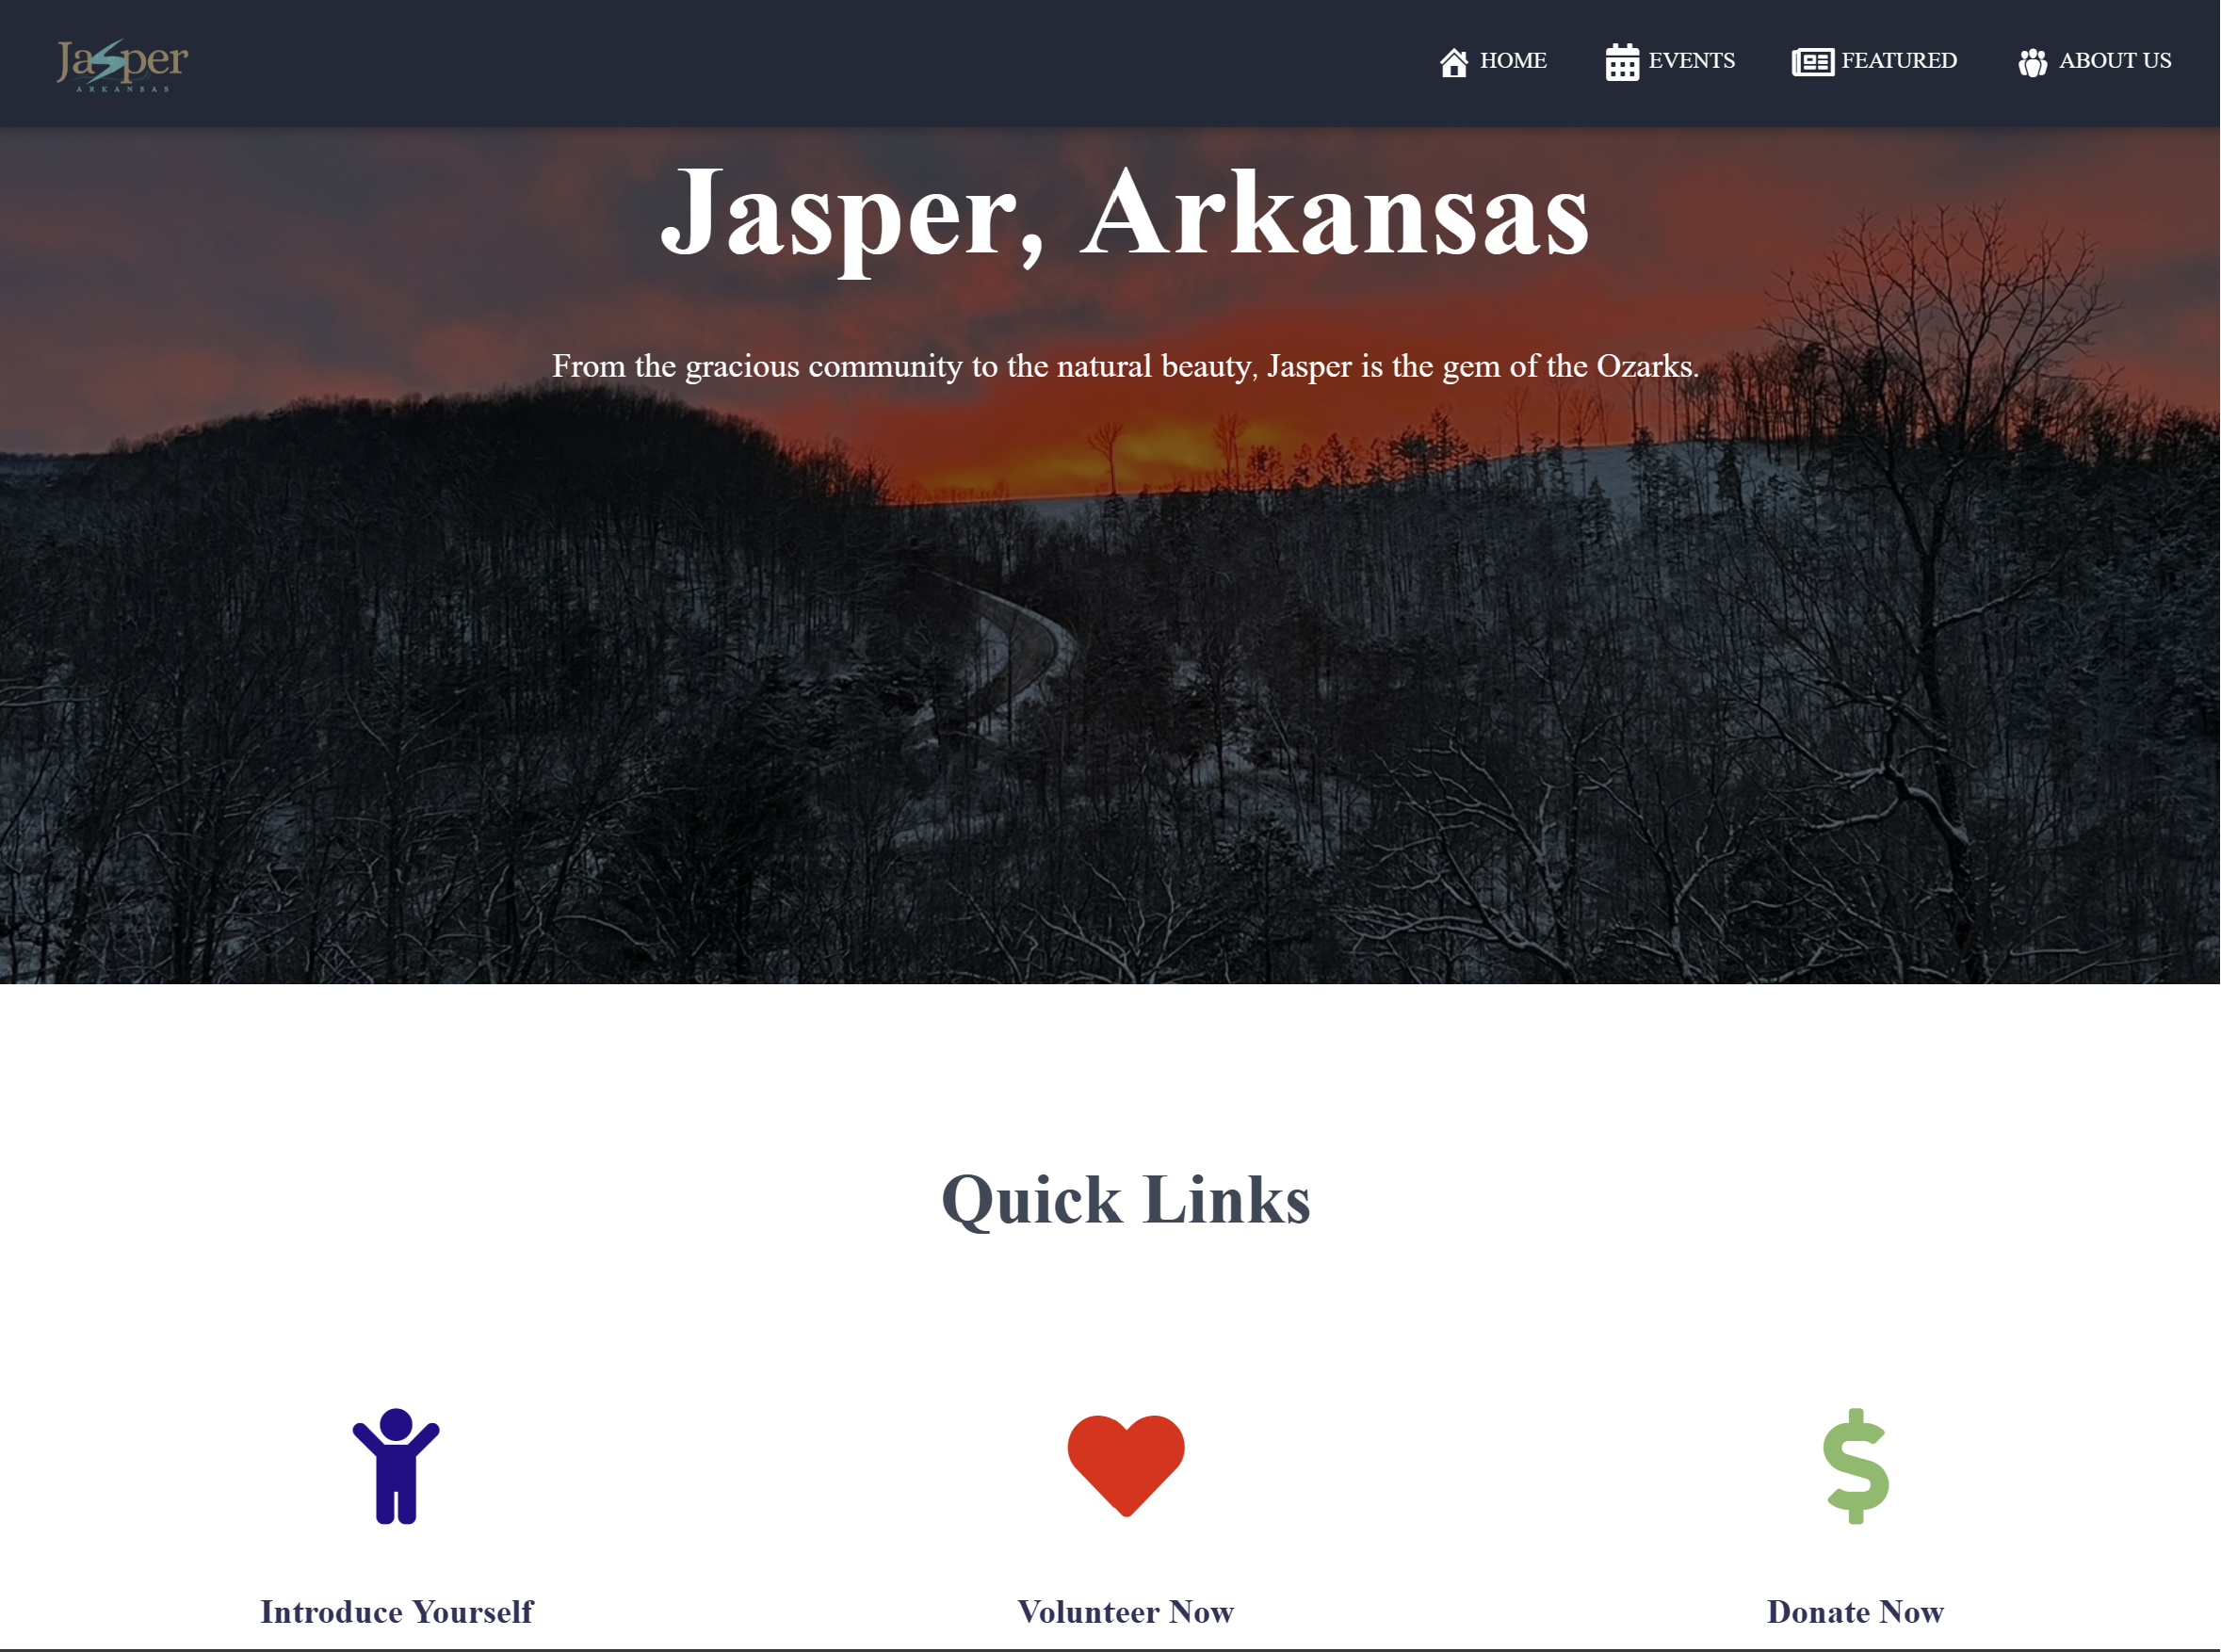 Jasper
ARKANSAS
HOME EVENTS FEATURED ABOUT US
Jasper, Arkansas
From the gracious community to the natural beauty, Jasper is the gem of the Ozarks.
Quick Links
Introduce Yourself Volunteer Now Donate Now